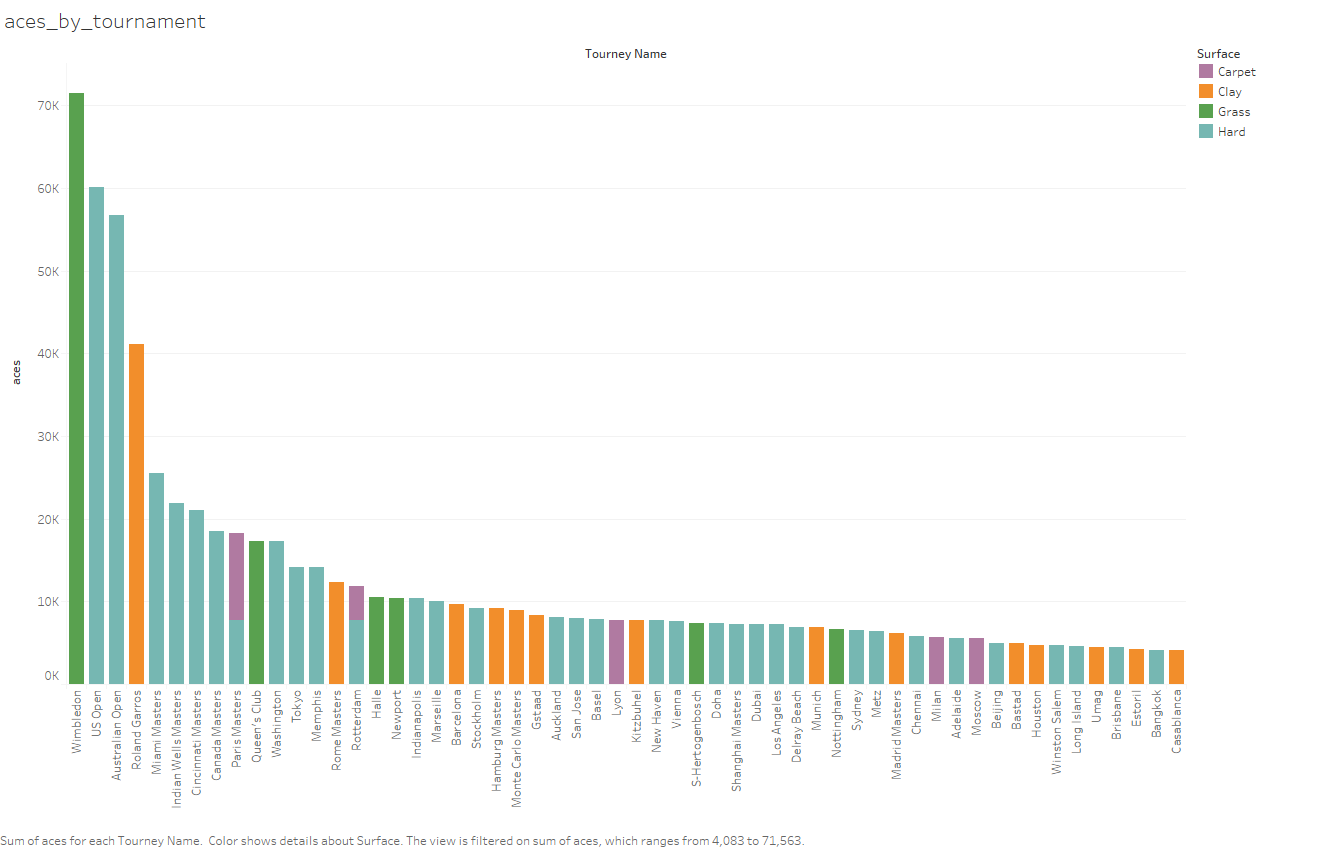 aces_by_tournament
Tourney Name
Surface
Carpet
Clay
Grass
Hard
aces
70K
60K
50K
40K
30K
20K
10K
0K
Wimbledon
US Open
Australian Open
Roland Garros
Miami Masters
Indian Wells Masters
Cincinnati Masters
Canada Masters
Paris Masters
Queen's Club
Washington
Tokyo
Memphis
Rome Masters
Rotterdam
Halle
Newport
Indianapolis
Marseille
Barcelona
Stockholm
Hamburg Masters
Monte Carlo Masters
Gstaad
Auckland
San Jose
Basel
Lyon
Kitzbuhel
New Haven
Vienna
S-Hertogenbosch
Doha
Shanghai Masters
Dubai
Los Angeles
Delray Beach
Munich
Nottingham
Sydney
Metz
Madrid Masters
Chennai
Milan
Adelaide
Moscow
Beijing
Bastad
Houston
Winston Salem
Long Island
Umag
Brisbane
Estoril
Bangkok
Casablanca
Sum of aces for each Tourney Name.  Color shows details about Surface. The view is filtered on sum of aces, which ranges from 4,083 to 71,563.